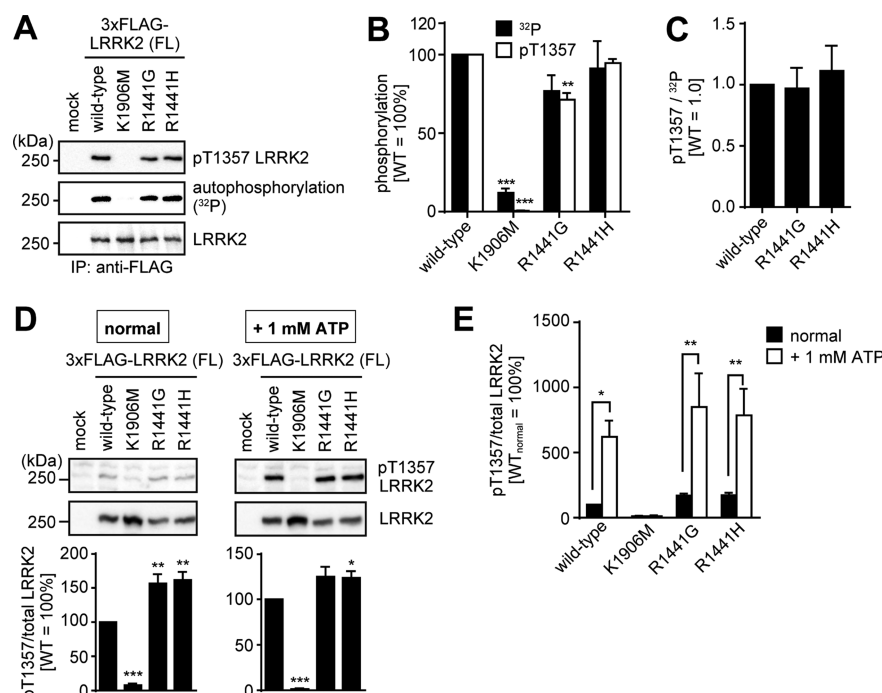 A
3xFLAG-
LRRK2 (FL)
mock
wild-type
K1906M
R1441G
R1441H
(kDa)
250
pT1357 LRRK2
250
autophosphorylation
(32P)
250
LRRK2
IP: anti-FLAG
B
120
100
50
0
phosphorylation
[WT = 100%]
32P
pT1357
***
***
**
wild-type
K1906M
R1441G
R1441H
C
1.5
1.0
0.5
0
pT1357 / 32P
[WT = 1.0]
wild-type
R1441G
R1441H
D
normal
3xFLAG-LRRK2 (FL)
mock
wild-type
K1906M
R1441G
R1441H
(kDa)
250
250
+ 1 mM ATP
3xFLAG-LRRK2 (FL)
mock
wild-type
K1906M
R1441G
R1441H
pT1357
LRRK2
LRRK2
pT1357/total LRRK2
[WT = 100%]
200
150
100
50
0
***
**
**
150
100
50
0
***
*
E
pT1357/total LRRK2
[WTnormal = 100%]
1500
1000
500
0
normal
+ 1 mM ATP
*
**
**
wild-type
K1906M
R1441G
R1441H